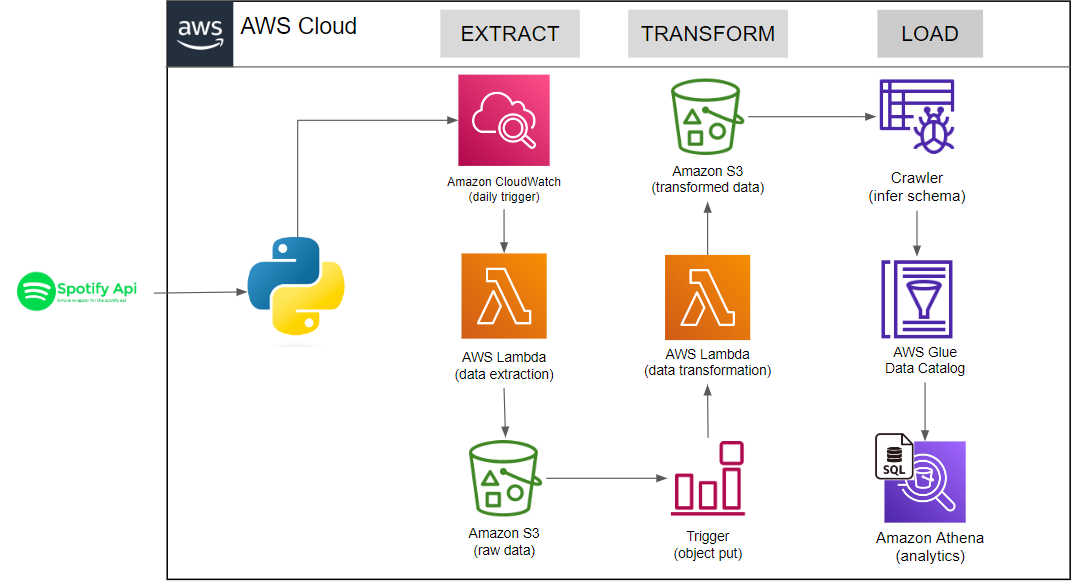 aws
AWS Cloud
EXTRACT
TRANSFORM
LOAD
Amazon CloudWatch
(daily trigger)
Amazon S3
(transformed data)
Crawler
(infer schema)
Spotify Api
AWS Lambda
(data extraction)
AWS Lambda
(data transformation)
AWS Glue
Data Catalog
SQL
Amazon S3
(raw data)
Trigger
(object put)
Amazon Athena
(analytics)